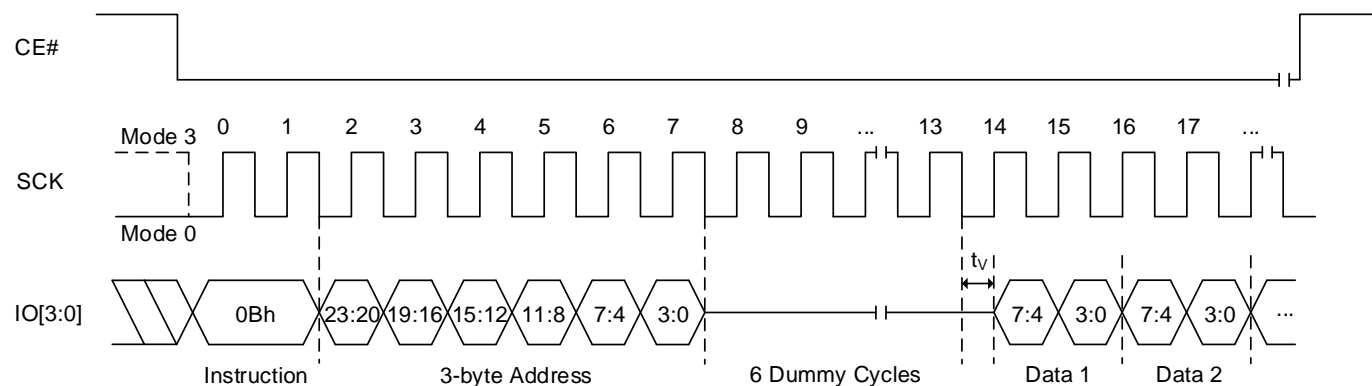 CE#
0 1 2 3 4 5 6 7 8 9 ... 13 14 15 16 17 ...
Mode 3
SCK
Mode 0
tV
IO[3:0] 0Bh 23:20 19:16 15:12 11:8 7:4 3:0 7:4 3:0 7:4 3:0 ...
Instruction 3-byte Address 6 Dummy Cycles Data 1 Data 2